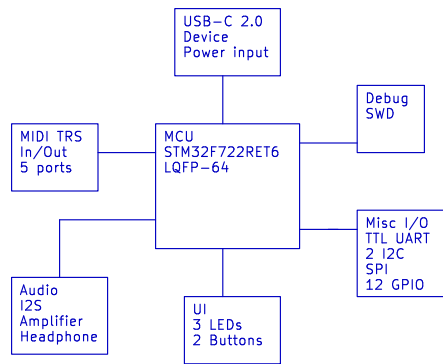 USB-C 2.0
Device
Power input
Debug
SWD
MIDI TRS
In/Out
5 ports
MCU
STM32F722RET6
LQFP-64
Misc I/O
TTL UART
2 I2C
SPI
12 GPIO
Audio
I2S
Amplifier
Headphone
UI
3 LEDs
2 Buttons